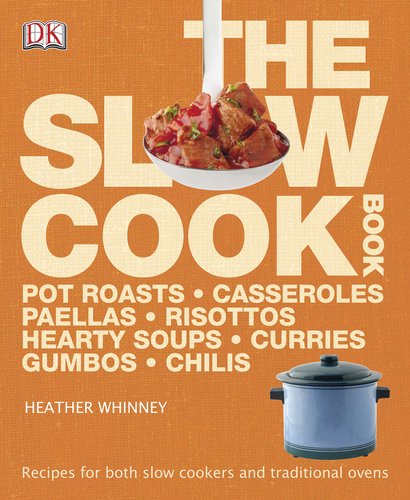 DK
THE
SLOW
COOK
BOOK
POT ROASTS • CASSEROLES
PAELLAS • RISOTTOS
HEARTY SOUPS • CURRIES
GUMBOS • CHILIS
HEATHER WHINNEY
Recipes for both slow cookers and traditional ovens